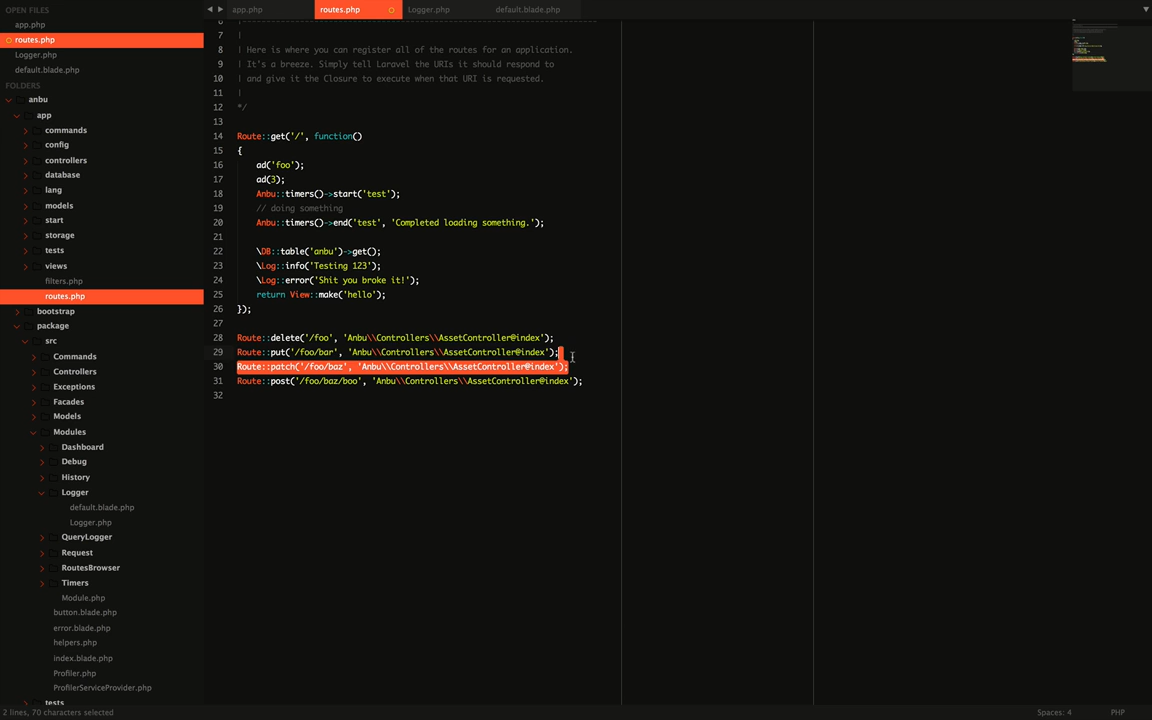 OPEN FILES
app.php
routes.php
Logger.php
default.blade.php
FOLDERS
anbu
app
commands
config
controllers
database
lang
models
start
storage
tests
views
filters.php
routes.php
bootstrap
package
src
Commands
Controllers
Exceptions
Facades
Models
Modules
Dashboard
Debug
History
Logger
default.blade.php
Logger.php
QueryLogger
Request
RoutesBrowser
Timers
Module.php
button.blade.php
error.blade.php
helpers.php
index.blade.php
Profiler.php
ProfilerServiceProvider.php
tests
app.php
routes.php
Logger.php
default.blade.php
7 |
8 | Here is where you can register all of the routes for an application.
9 | It's a breeze. Simply tell Laravel the URIs it should respond to
10 | and give it the Closure to execute when that URI is requested.
11 |
12 */
13
14 Route::get('/', function()
15 {
16 ad('foo');
17 ad(3);
18 Anbu::timers()->start('test');
19 // doing something
20 Anbu::timers()->end('test', 'Completed loading something.');
21
22 \DB::table('anbu')->get();
23 \Log::info('Testing 123');
24 \Log::error('Shit you broke it!');
25 return View::make('hello');
26 });
27
28 Route::delete('/foo', 'Anbu\\Controllers\\AssetController@index');
29 Route::put('/foo/bar', 'Anbu\\Controllers\\AssetController@index');
30 Route::patch('/foo/baz', 'Anbu\\Controllers\\AssetController@index');
31 Route::post('/foo/baz/boo', 'Anbu\\Controllers\\AssetController@index');
32
2 lines, 70 characters selected
Spaces: 4
PHP